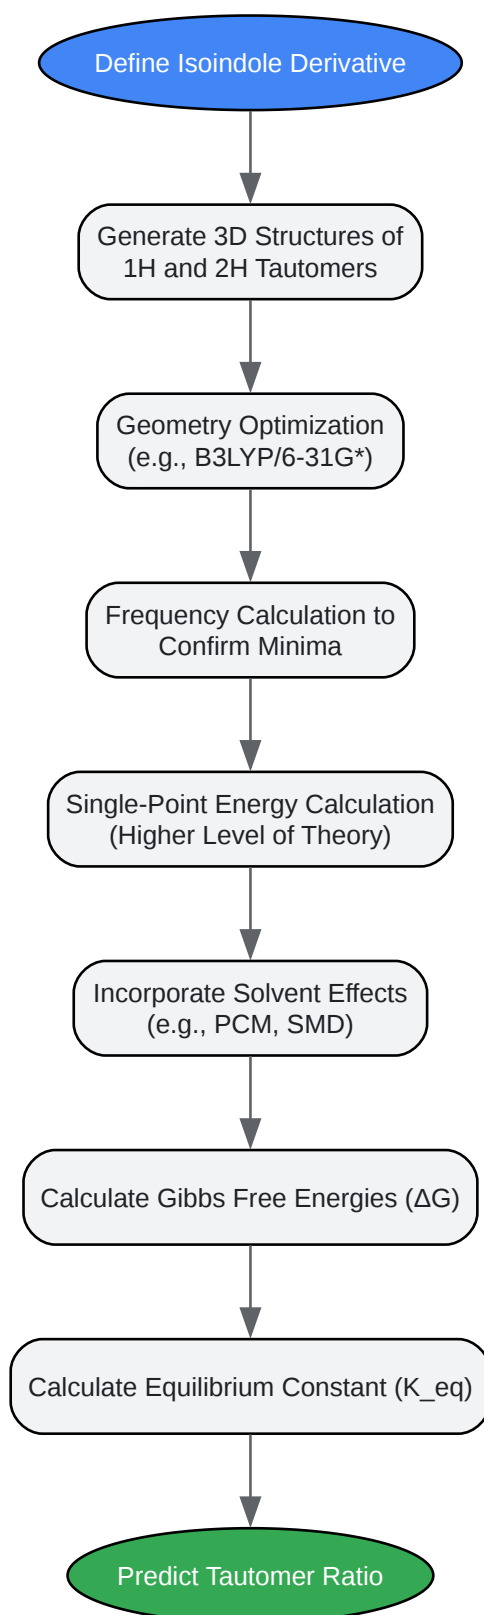 Define Isoindole Derivative
Generate 3D Structures of
1H and 2H Tautomers
Geometry Optimization
(e.g., B3LYP/6-31G*)
Frequency Calculation to
Confirm Minima
Single-Point Energy Calculation
(Higher Level of Theory)
Incorporate Solvent Effects
(e.g., PCM, SMD)
Calculate Gibbs Free Energies (ΔG)
Calculate Equilibrium Constant (K_eq)
Predict Tautomer Ratio